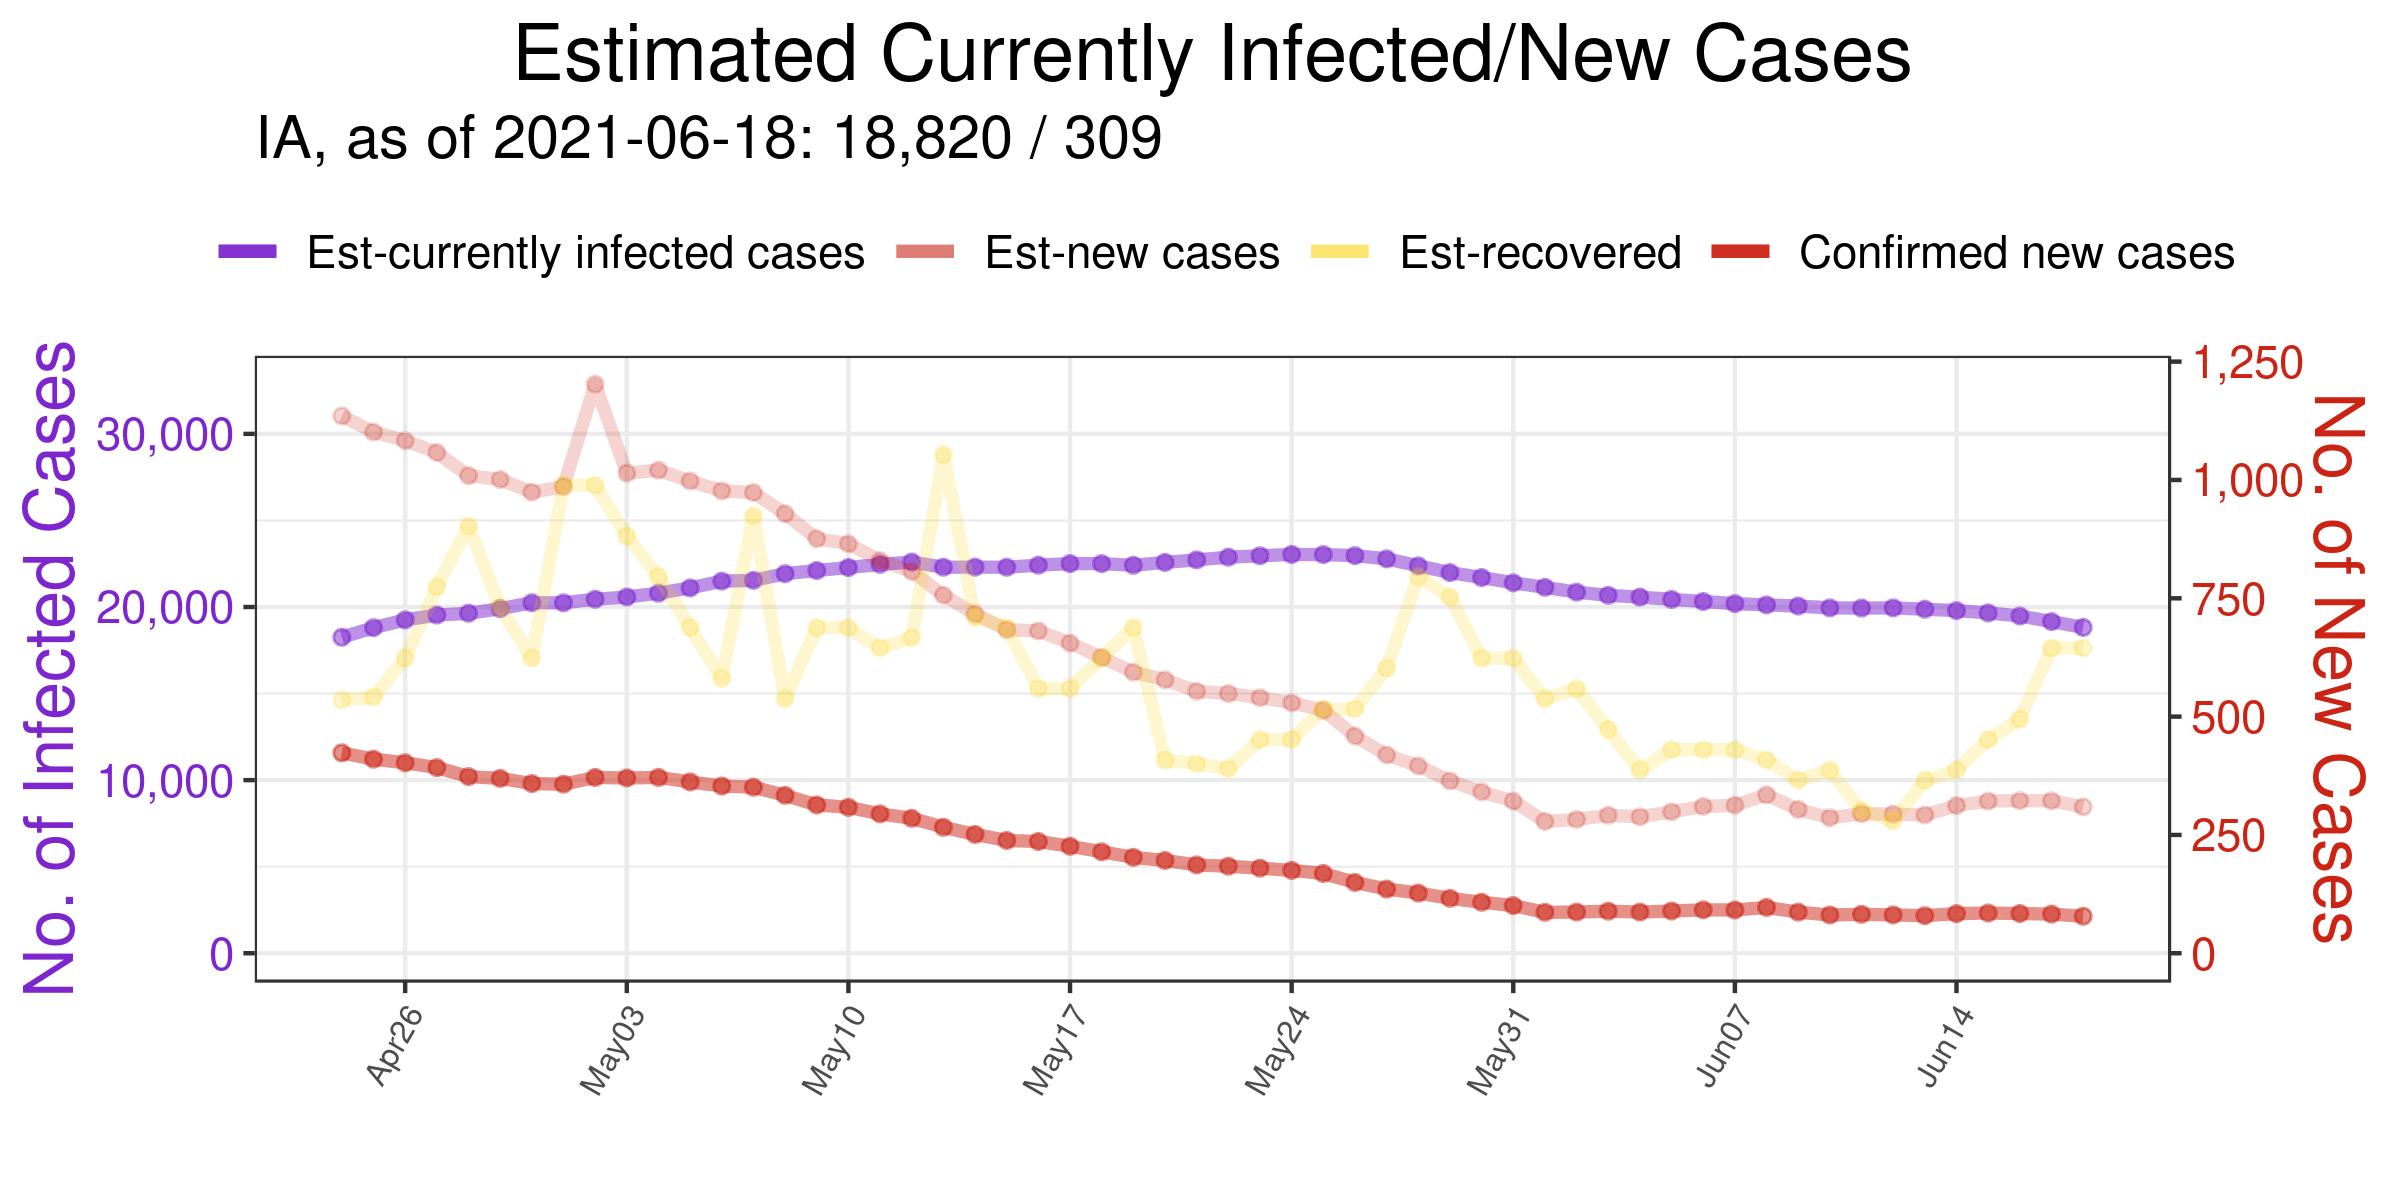 Estimated Currently Infected/New Cases
IA, as of 2021-06-18: 18,820 / 309
Est-currently infected cases Est-new cases Est-recovered Confirmed new cases
No. of Infected Cases
30,000
20,000
10,000
0
1,250
1,000
750
500
250
0
No. of New Cases
Apr26 May03 May10 May17 May24 May31 Jun07 Jun14